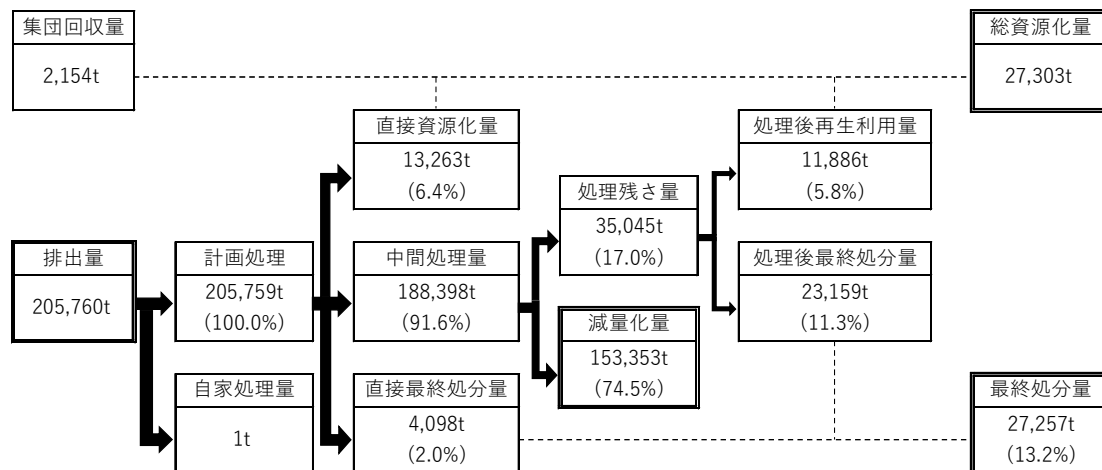 集団回収量
2,154t
総資源化量
27,303t
直接資源化量
13,263t
(6.4%)
処理後再生利用量
11,886t
(5.8%)
処理残さ量
35,045t
(17.0%)
排出量
205,760t
計画処理
205,759t
(100.0%)
中間処理量
188,398t
(91.6%)
処理後最終処分量
23,159t
(11.3%)
減量化量
153,353t
(74.5%)
自家処理量
1t
直接最終処分量
4,098t
(2.0%)
最終処分量
27,257t
(13.2%)